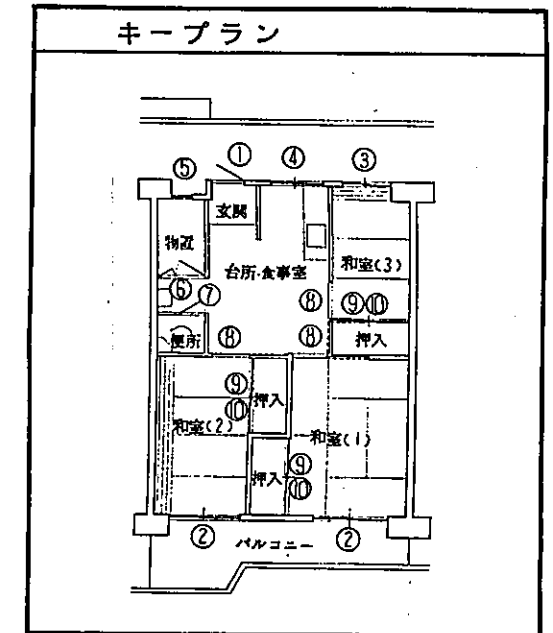 キープラン
⑤ ① ④ ③
玄関
物置
台所・食事室
和室(3)
⑥
⑦
⑧
⑨⑩
便所
⑧
⑧
押入
⑨
⑩
押入
和室(2)
和室(1)
押入
⑨
⑩
②
バルコニー
②